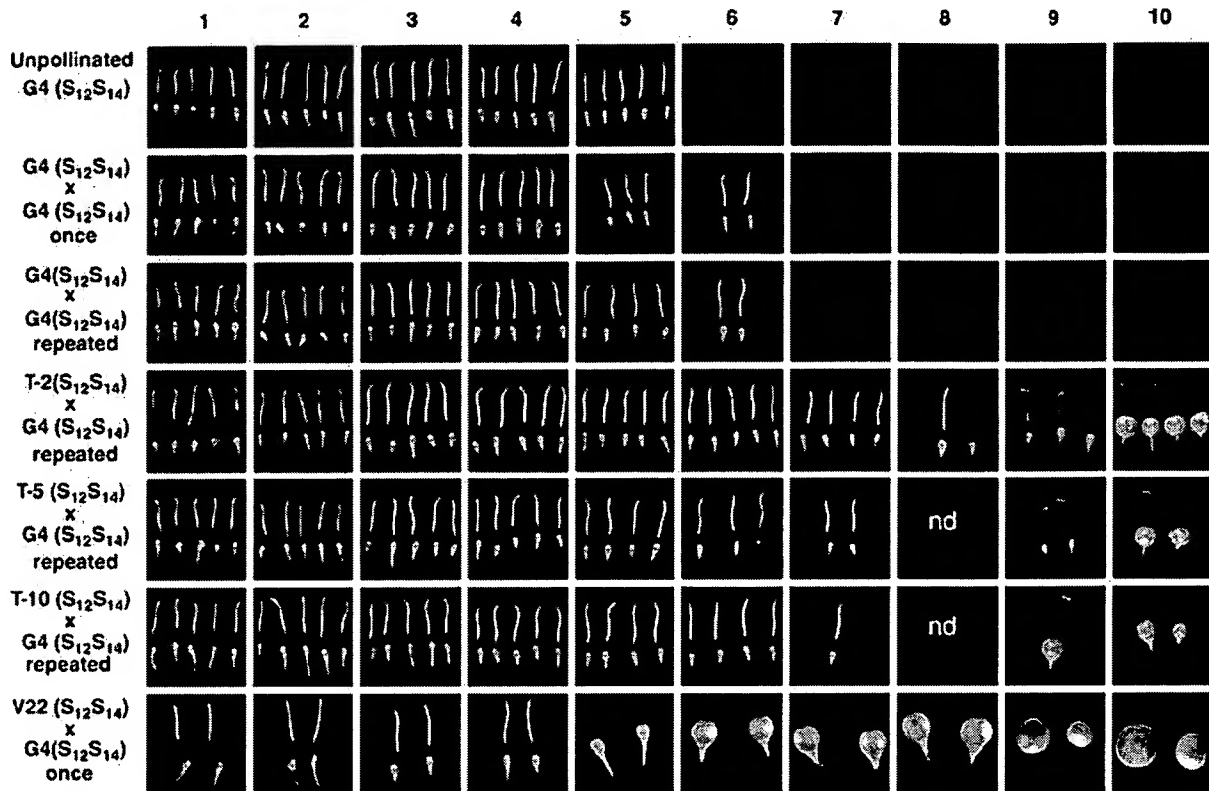 1 2 3 4 5 6 7 8 9 10
Unpollinated
G4 (S₁₂S₁₄)
G4 (S₁₂S₁₄)
x
G4 (S₁₂S₁₄)
once
G4(S₁₂S₁₄)
x
G4(S₁₂S₁₄)
repeated
T-2(S₁₂S₁₄)
x
G4 (S₁₂S₁₄)
repeated
T-5 (S₁₂S₁₄)
x
G4 (S₁₂S₁₄)
repeated
nd
T-10 (S₁₂S₁₄)
x
G4 (S₁₂S₁₄)
repeated
nd
V22 (S₁₂S₁₄)
x
G4(S₁₂S₁₄)
once